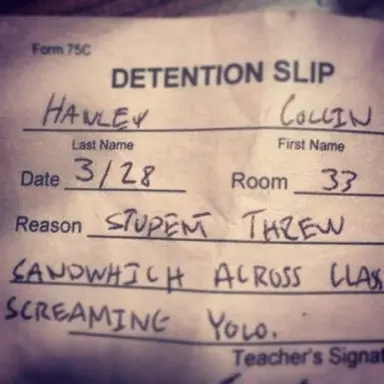 Form 75C
DETENTION SLIP
HANLEY COLLIN
Last Name First Name
Date 3/28 Room 33
Reason STUDENT THREW
SANDWHICH ACROSS CLAS
SCREAMING YOLO.
Teacher's Signat